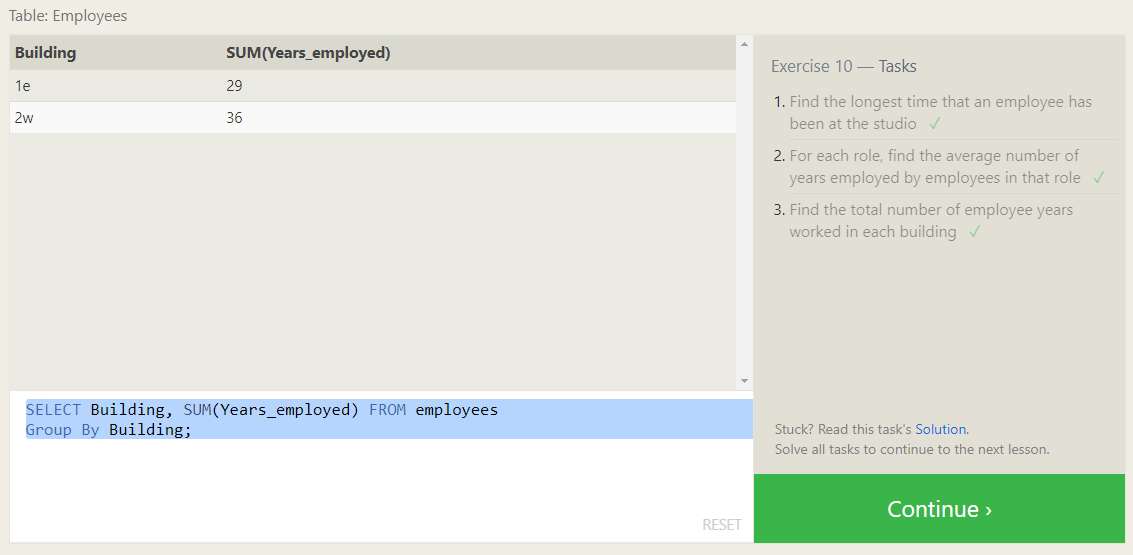 Table: Employees
Building SUM(Years_employed)
1e 29
2w 36
SELECT Building, SUM(Years_employed) FROM employees
Group By Building;
RESET
Exercise 10 — Tasks
1. Find the longest time that an employee has
been at the studio ✓
2. For each role, find the average number of
years employed by employees in that role ✓
3. Find the total number of employee years
worked in each building ✓
Stuck? Read this task's Solution.
Solve all tasks to continue to the next lesson.
Continue ›